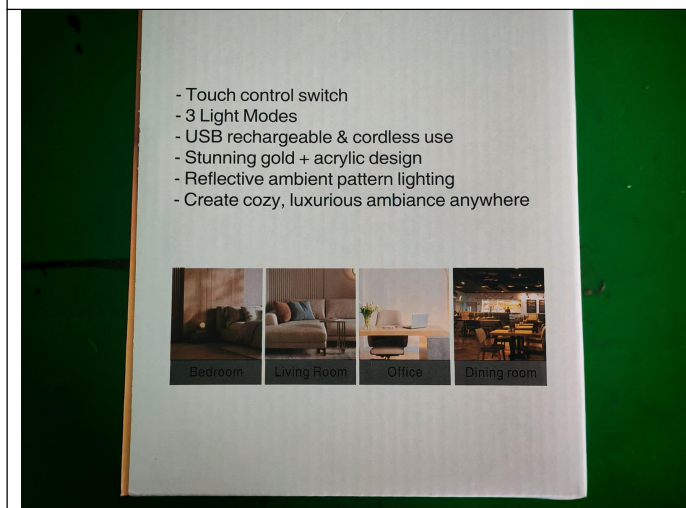 - Touch control switch
- 3 Light Modes
- USB rechargeable & cordless use
- Stunning gold + acrylic design
- Reflective ambient pattern lighting
- Create cozy, luxurious ambiance anywhere
Bedroom
Living Room
Office
Dining room